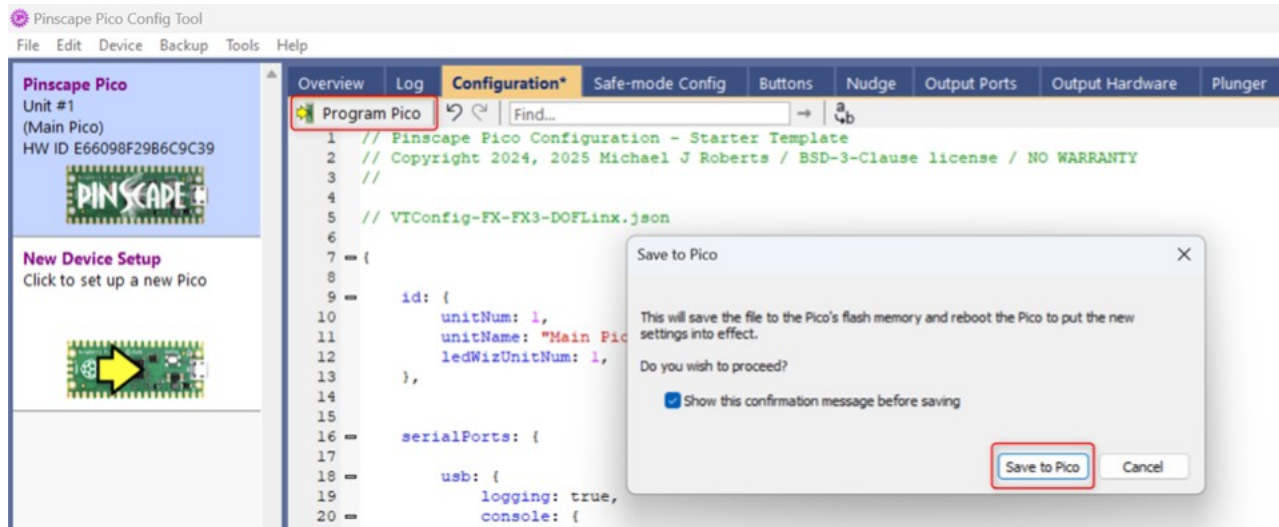 Pinscape Pico Config Tool
File Edit Device Backup Tools Help
Pinscape Pico
Unit #1
(Main Pico)
HW ID E66098F29B6C9C39
PINSCAPE
New Device Setup
Click to set up a new Pico
Overview Log Configuration* Safe-mode Config Buttons Nudge Output Ports Output Hardware Plunger
Program Pico Find... a b
1 // Pinscape Pico Configuration - Starter Template
2 // Copyright 2024, 2025 Michael J Roberts / BSD-3-Clause license / NO WARRANTY
3 //
4
5 // VTConfig-FX-FX3-DOFLinx.json
6
7 {
8
9 id: {
10 unitNum: 1,
11 unitName: "Main Pic
12 ledWizUnitNum: 1,
13 },
14
15
16 serialPorts: {
17
18 usb: {
19 logging: true,
20 console: {
Save to Pico
This will save the file to the Pico's flash memory and reboot the Pico to put the new
settings into effect.
Do you wish to proceed?
Show this confirmation message before saving
Save to Pico Cancel